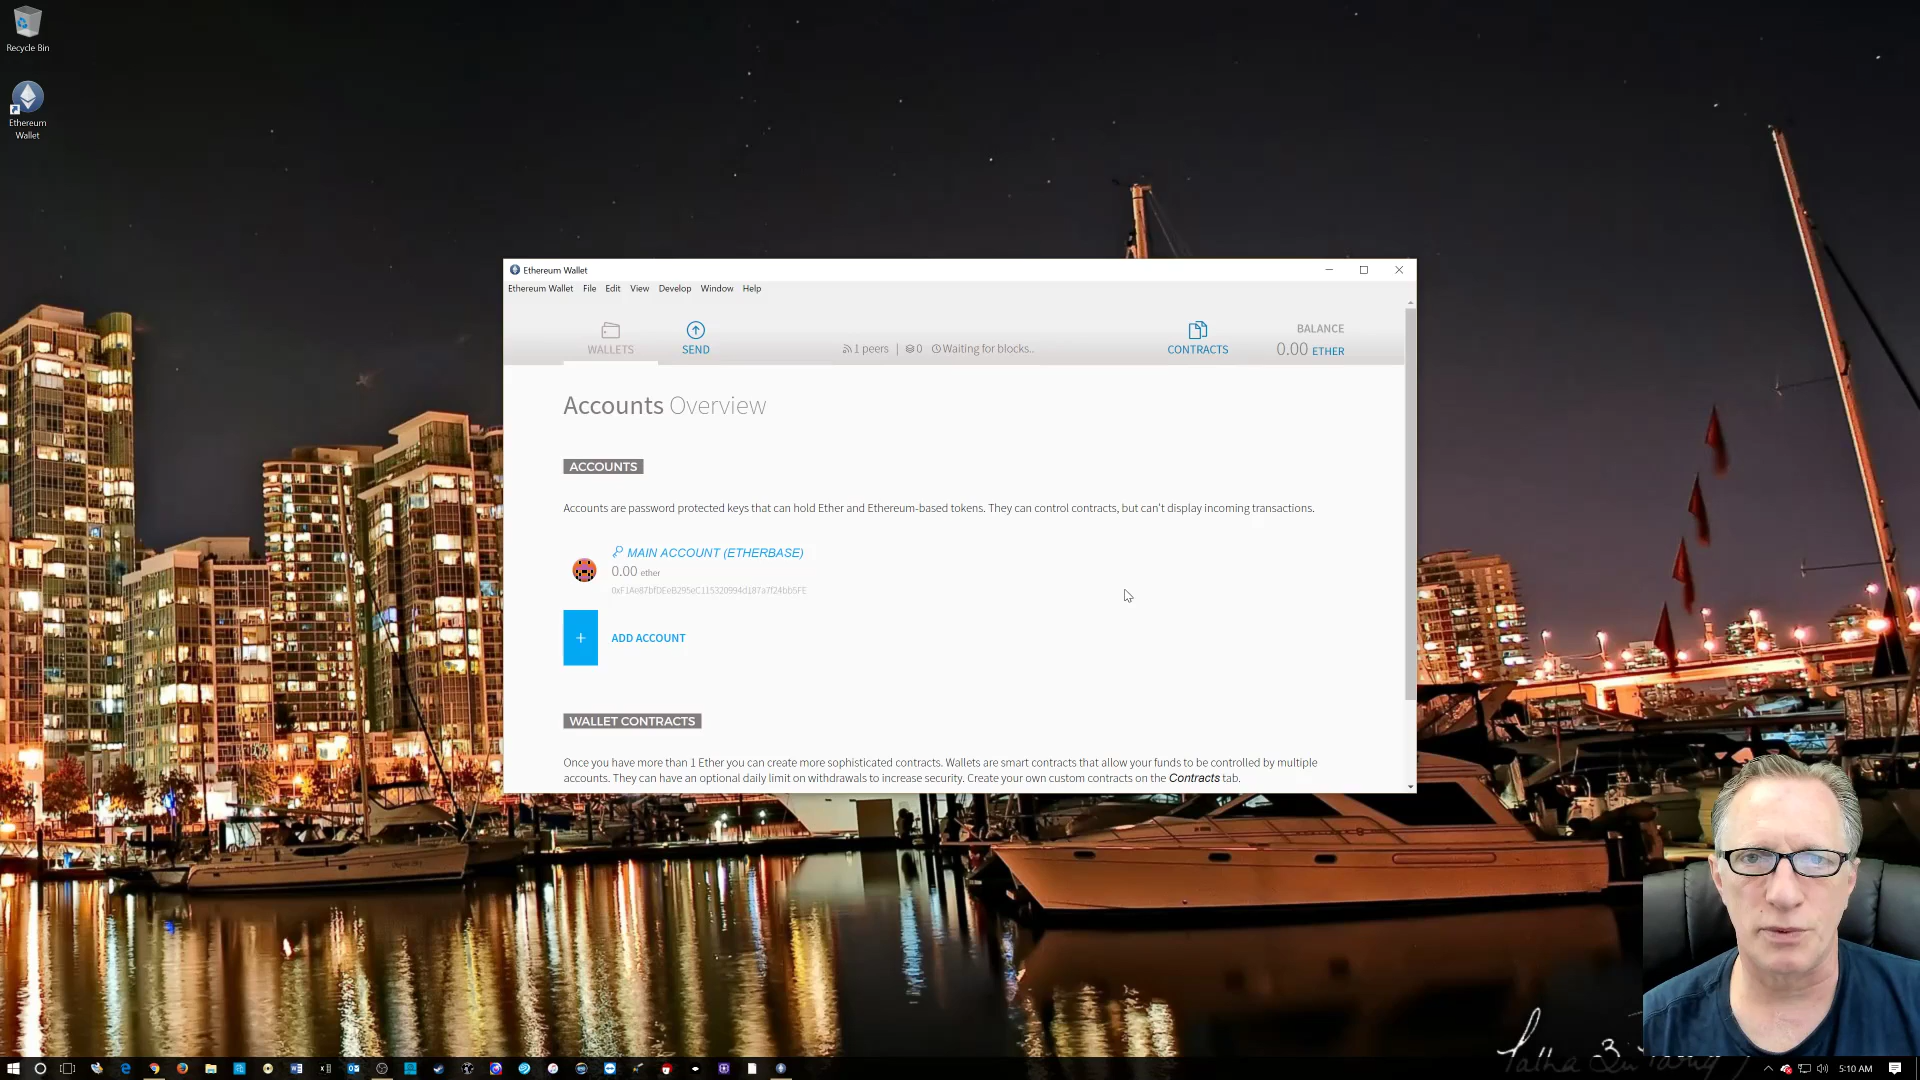 Recycle Bin
Ethereum
Wallet
Ethereum Wallet
Ethereum Wallet File Edit View Develop Window Help
WALLETS
SEND
1 peers | 0 Waiting for blocks..
CONTRACTS
BALANCE
0.00 ETHER
Accounts Overview
ACCOUNTS
Accounts are password protected keys that can hold Ether and Ethereum-based tokens. They can control contracts, but can't display incoming transactions.
MAIN ACCOUNT (ETHERBASE)
0.00 ether
+ ADD ACCOUNT
WALLET CONTRACTS
Once you have more than 1 Ether you can create more sophisticated contracts. Wallets are smart contracts that allow your funds to be controlled by multiple
accounts. They can have an optional daily limit on withdrawals to increase security. Create your own custom contracts on the Contracts tab.
5:10 AM